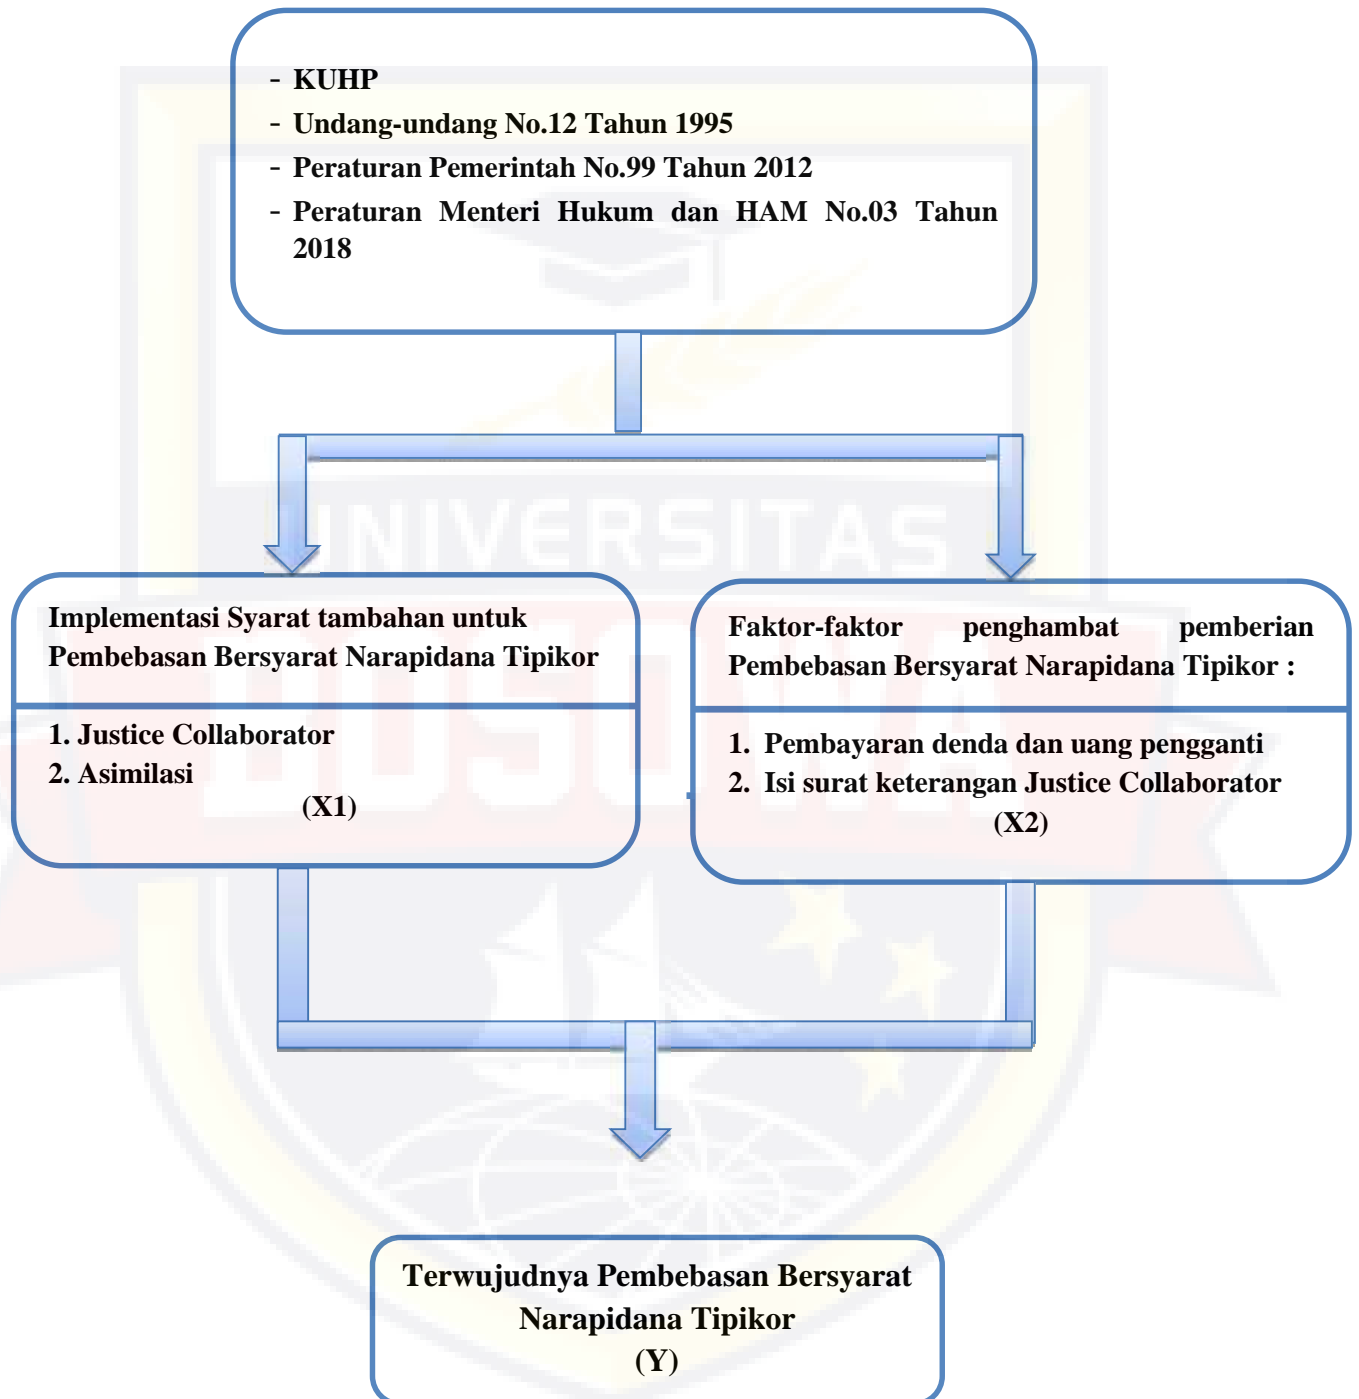 - KUHP
- Undang-undang No.12 Tahun 1995
- Peraturan Pemerintah No.99 Tahun 2012
- Peraturan Menteri Hukum dan HAM No.03 Tahun
2018
UNIVERSITAS
BOSOWA
Implementasi Syarat tambahan untuk
Pembebasan Bersyarat Narapidana Tipikor
1. Justice Collaborator
2. Asimilasi
(X1)
Faktor-faktor penghambat pemberian
Pembebasan Bersyarat Narapidana Tipikor :
1. Pembayaran denda dan uang pengganti
2. Isi surat keterangan Justice Collaborator
(X2)
Terwujudnya Pembebasan Bersyarat
Narapidana Tipikor
(Y)